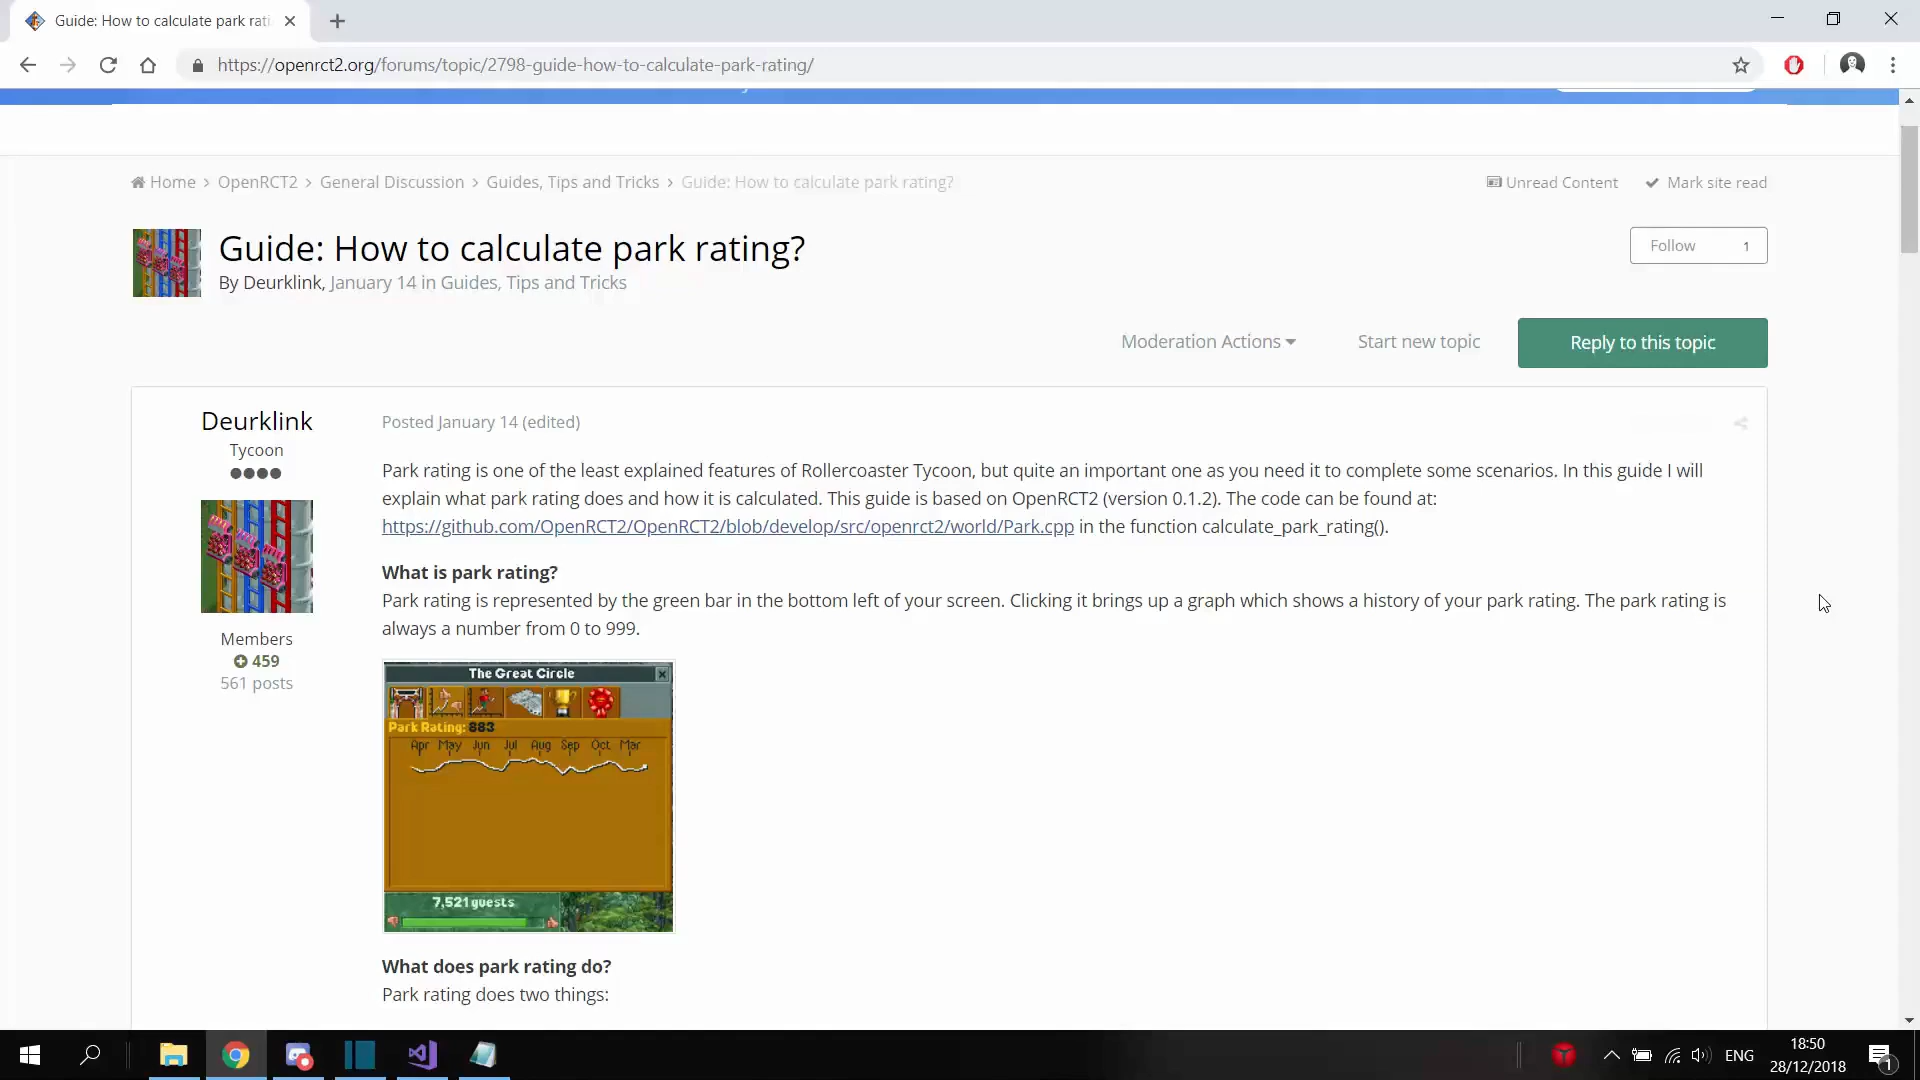 Guide: How to calculate park rati
https://openrct2.org/forums/topic/2798-guide-how-to-calculate-park-rating/
Home > OpenRCT2 > General Discussion > Guides, Tips and Tricks > Guide: How to calculate park rating?
Unread Content Mark site read
Guide: How to calculate park rating?
Follow 1
By Deurklink, January 14 in Guides, Tips and Tricks
Moderation Actions Start new topic Reply to this topic
Deurklink
Tycoon
Members
459
561 posts
Posted January 14 (edited)
Park rating is one of the least explained features of Rollercoaster Tycoon, but quite an important one as you need it to complete some scenarios. In this guide I will
explain what park rating does and how it is calculated. This guide is based on OpenRCT2 (version 0.1.2). The code can be found at:
https://github.com/OpenRCT2/OpenRCT2/blob/develop/src/openrct2/world/Park.cpp in the function calculate_park_rating().
What is park rating?
Park rating is represented by the green bar in the bottom left of your screen. Clicking it brings up a graph which shows a history of your park rating. The park rating is
always a number from 0 to 999.
The Great Circle
Park Rating: 883
Apr May Jun Jul Aug Sep Oct Mar
7,521 guests
What does park rating do?
Park rating does two things:
ENG
18:50
28/12/2018
1